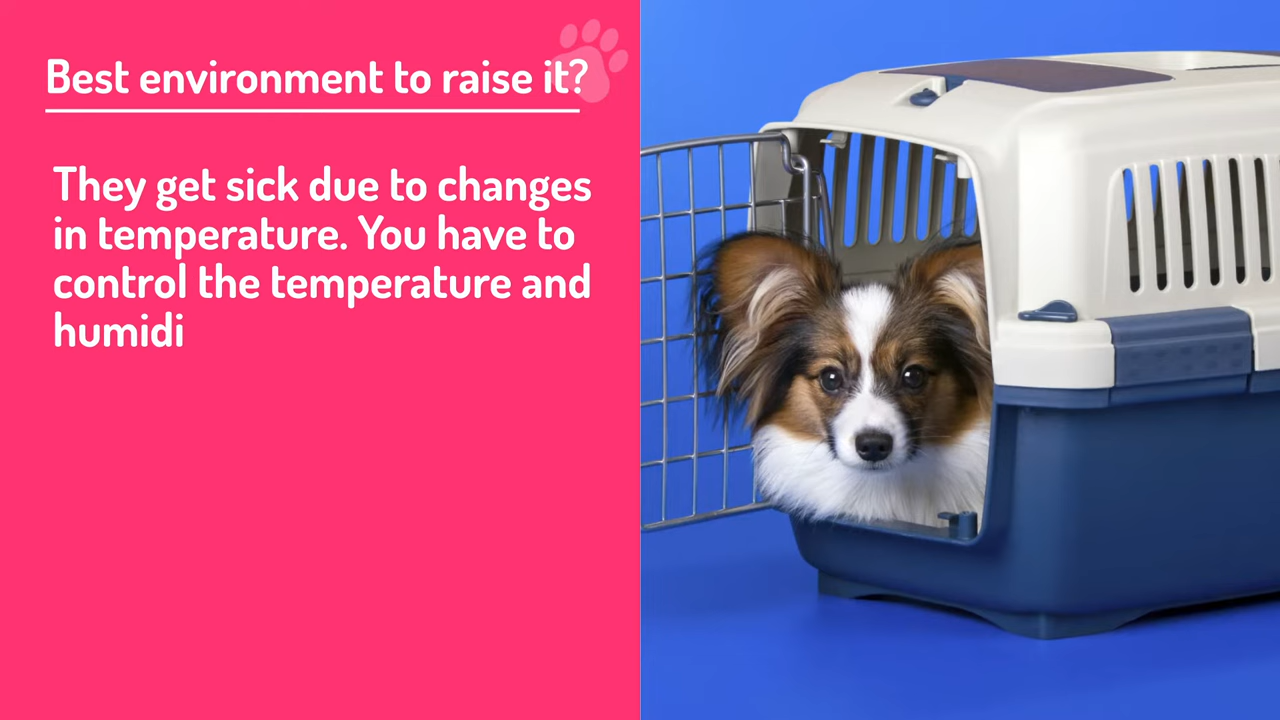 Best environment to raise it?
They get sick due to changes
in temperature. You have to
control the temperature and
humidi